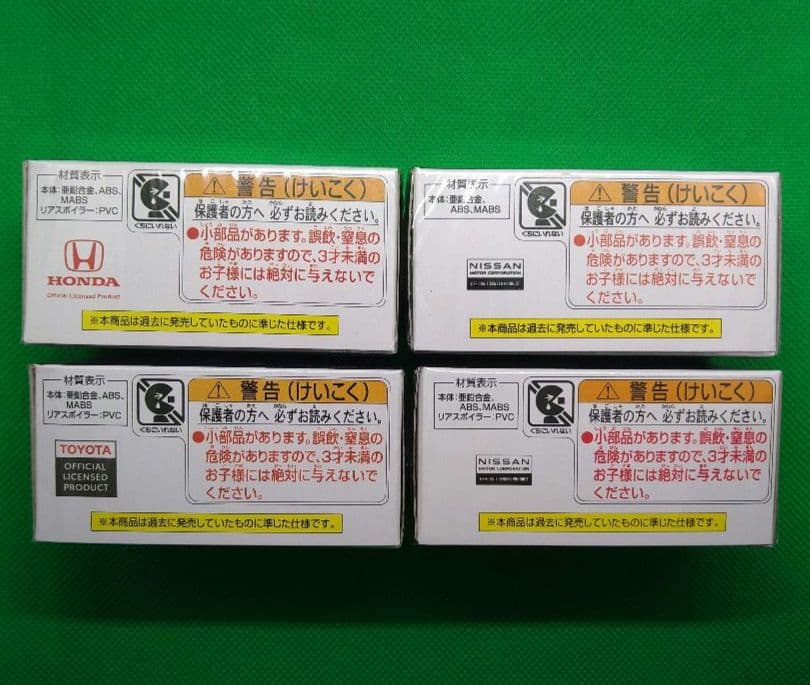 材質表示
本体:亜鉛合金、ABS、
MABS
リアスポイラー:PVC
くちにいれない
警告(けいこく)
保護者の方へ 必ずお読みください。
●小部品があります。誤飲・窒息の
危険がありますので、3才未満の
お子様には絶対に与えないで
ください。
HONDA
Official Licensed Product
※本商品は過去に発売していたものに準じた仕様です。
材質表示
本体:亜鉛合金、
ABS、MABS
くちにいれない
警告(けいこく)
保護者の方へ 必ずお読みください。
●小部品があります。誤飲・窒息の
危険がありますので、3才未満の
お子様には絶対に与えないで
ください。
NISSAN
MOTOR CORPORATION
※本商品は過去に発売していたものに準じた仕様です。
材質表示
本体:亜鉛合金、ABS、
MABS
リアスポイラー:PVC
くちにいれない
警告(けいこく)
保護者の方へ 必ずお読みください。
●小部品があります。誤飲・窒息の
危険がありますので、3才未満の
お子様には絶対に与えないで
ください。
TOYOTA
OFFICIAL
LICENSED
PRODUCT
※本商品は過去に発売していたものに準じた仕様です。
材質表示
本体:亜鉛合金、
ABS、MABS
リアスポイラー:PVC
くちにいれない
警告(けいこく)
保護者の方へ 必ずお読みください。
●小部品があります。誤飲・窒息の
危険がありますので、3才未満の
お子様には絶対に与えないで
ください。
NISSAN
MOTOR CORPORATION
※本商品は過去に発売していたものに準じた仕様です。